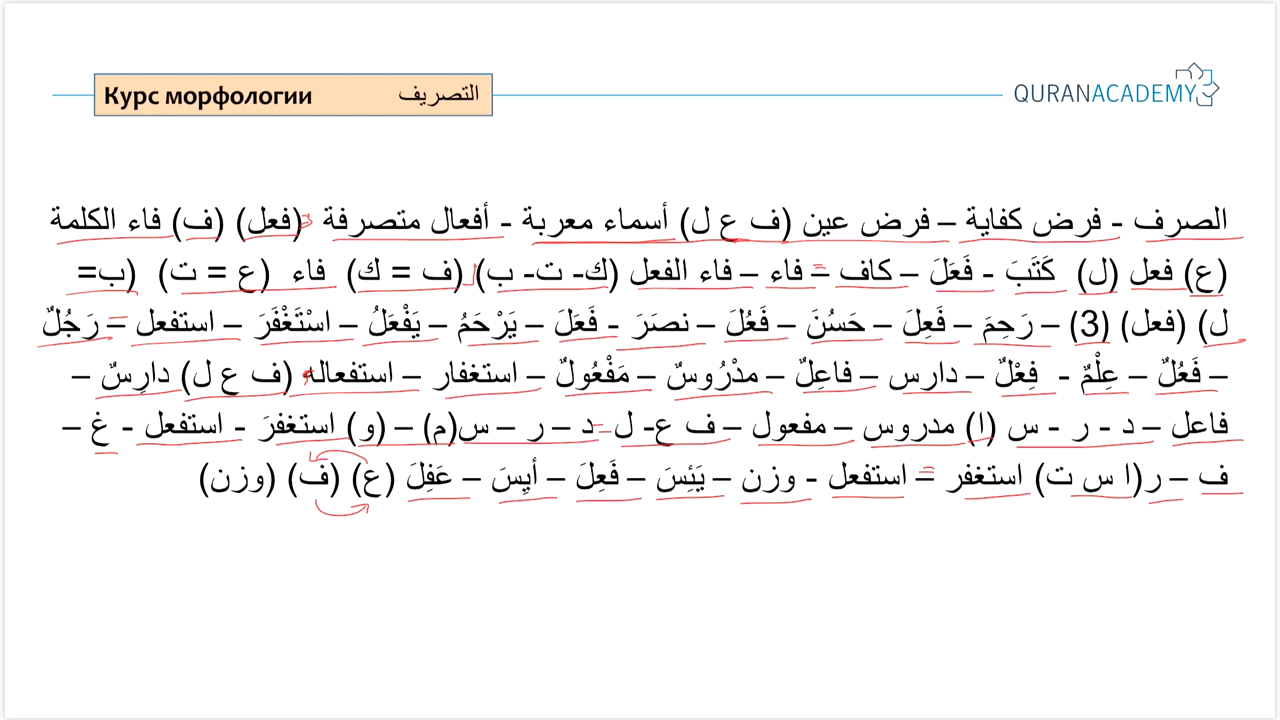 Курс морфологии التصريف
QURANACADEMY
الصرف - فرض كفاية – فرض عين (ف ع ل) أسماء معربة - أفعال متصرفة (فعل) (ف) فاء الكلمة
(ع) فعل (ل) كَتَبَ - فَعَلَ – كاف – فاء – فاء الفعل (ك- ت- ب) (ف = ك) فاء (ع = ت) (ب=
ل) (فعل) (3) – رَحِمَ – فَعِلَ – حَسُنَ – فَعُلَ – نصَرَ - فَعَلَ – يَرْحَمُ – يَفْعَلُ – اسْتَغْفَرَ – استفعل – رَجُلٌ
– فَعُلٌ – عِلْمٌ - فِعْلٌ – دارس – فاعِلٌ – مدْرُوسٌ – مَفْعُولٌ – استغفار – استفعاله (ف ع ل) دارِسٌ –
فاعل – د - ر - س (ا) مدروس – مفعول – ف ع- ل – د – ر – س(م) – (و) استغفرَ - استفعل - غَ –
ف – ر(ا س ت) استغفر – استفعل - وزن – يَئِسَ – فَعِلَ – أيِسَ – عَفِلَ (ع) (ف) (وزن)